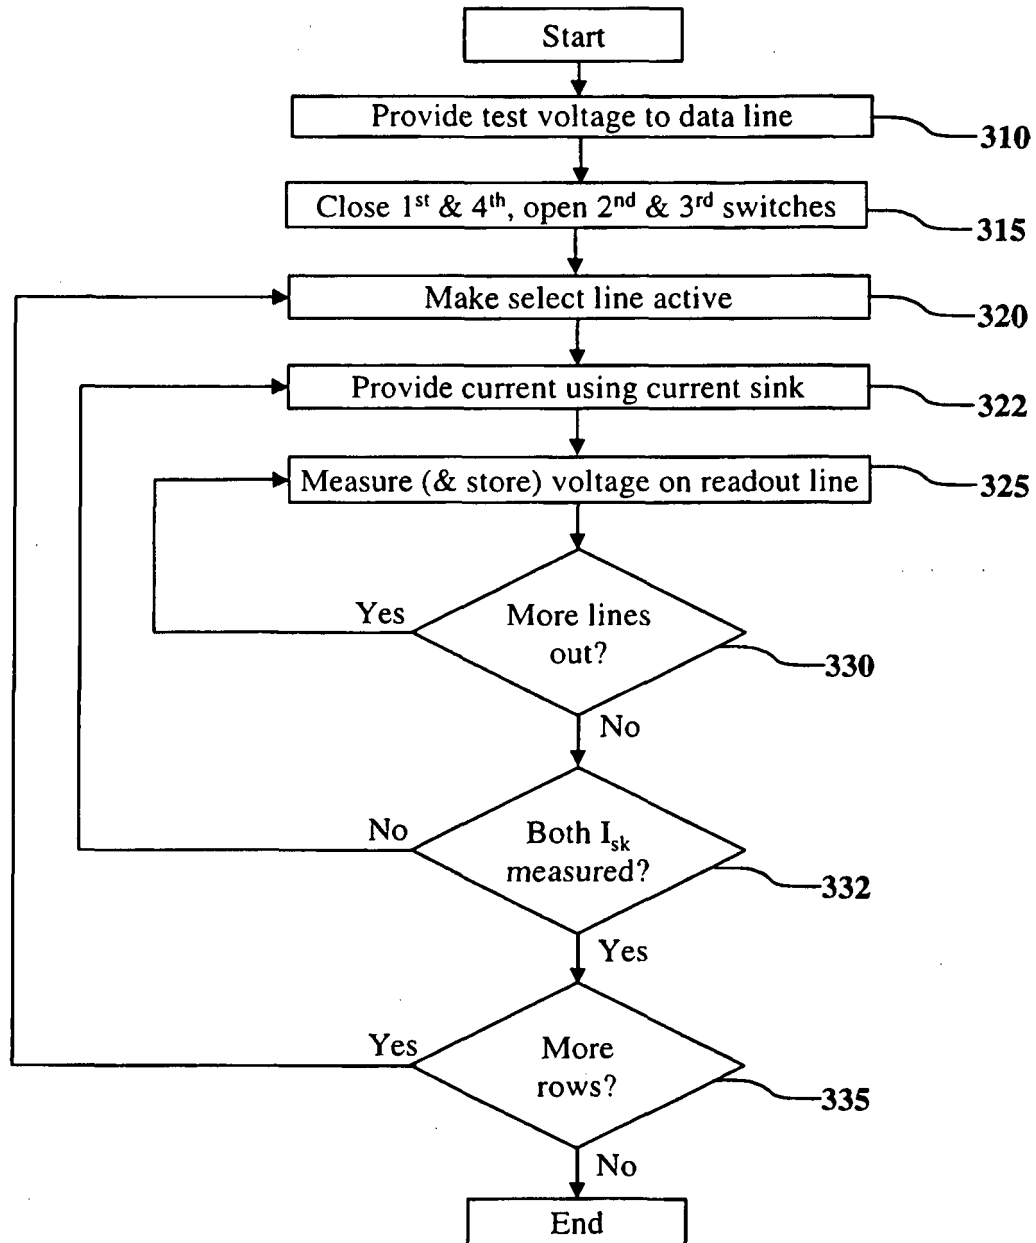 Start
Provide test voltage to data line
310
Close 1st & 4th, open 2nd & 3rd switches
315
Make select line active
320
Provide current using current sink
322
Measure (& store) voltage on readout line
325
Yes
More lines
out?
330
No
No
Both Isk
measured?
332
Yes
Yes
More
rows?
335
No
End